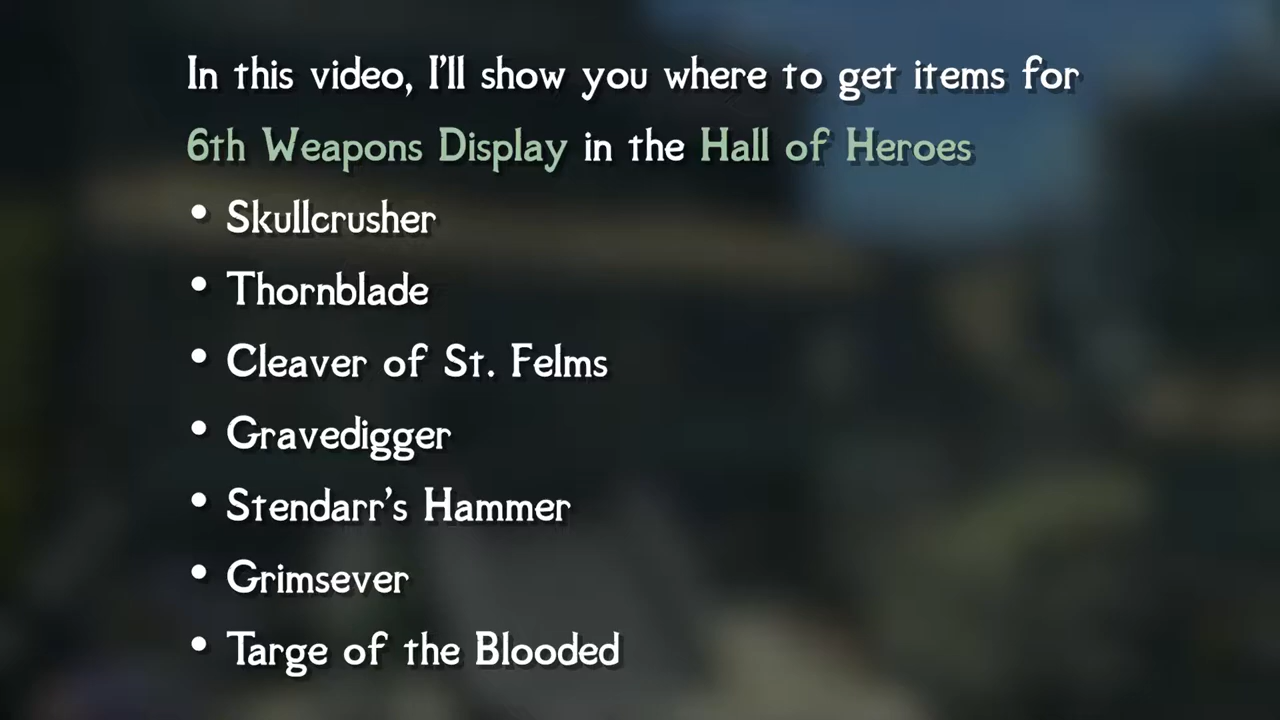 In this video, I'll show you where to get items for
6th Weapons Display in the Hall of Heroes
• Skullcrusher
• Thornblade
• Cleaver of St. Felms
• Gravedigger
• Stendarr's Hammer
• Grimsever
• Targe of the Blooded